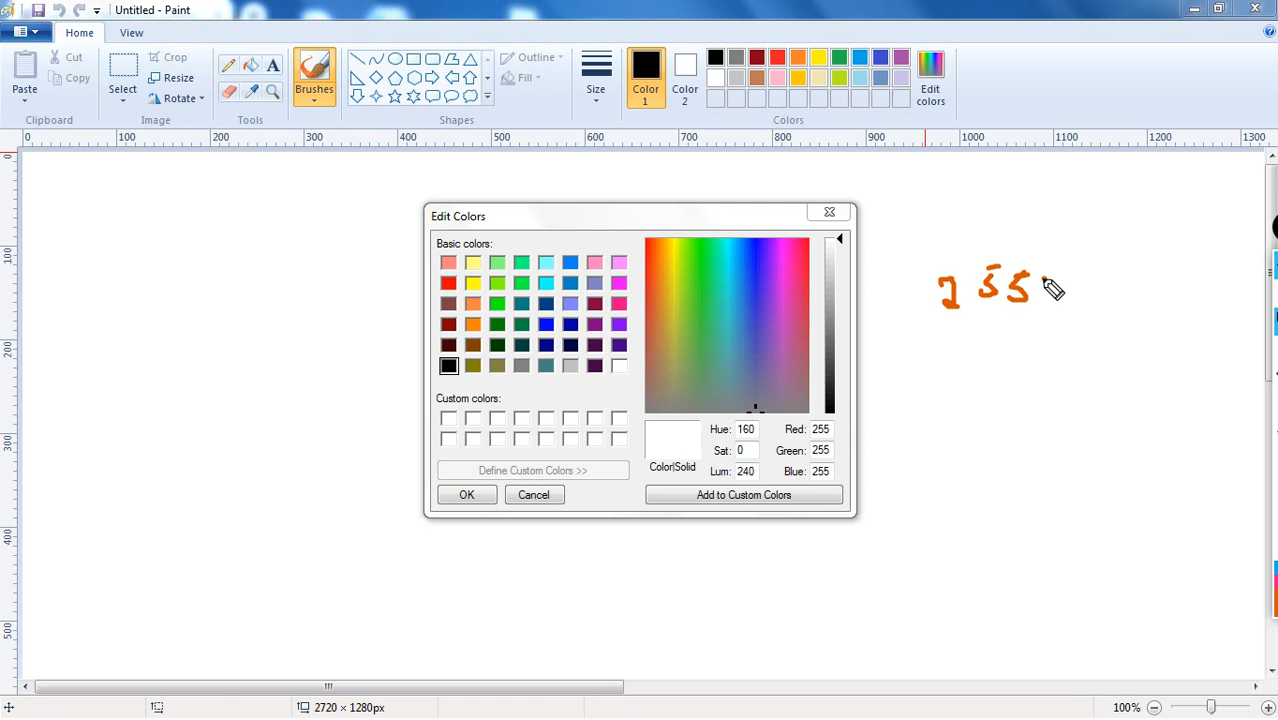 Untitled - Paint
Home View
Paste
Cut
Copy
Clipboard
Select
Crop
Resize
Rotate
Image
A
Tools
Brushes
Shapes
Outline
Fill
Size
Color 1
Color 2
Edit colors
Colors
0 100 200 300 400 500 600 700 800 900 1000 1100 1200 1300
0
100
200
300
400
500
Edit Colors
Basic colors:
Custom colors:
Define Custom Colors >>
OK Cancel
Color|Solid
Hue: 160 Red: 255
Sat: 0 Green: 255
Lum: 240 Blue: 255
Add to Custom Colors
255
2720 × 1280px
100%